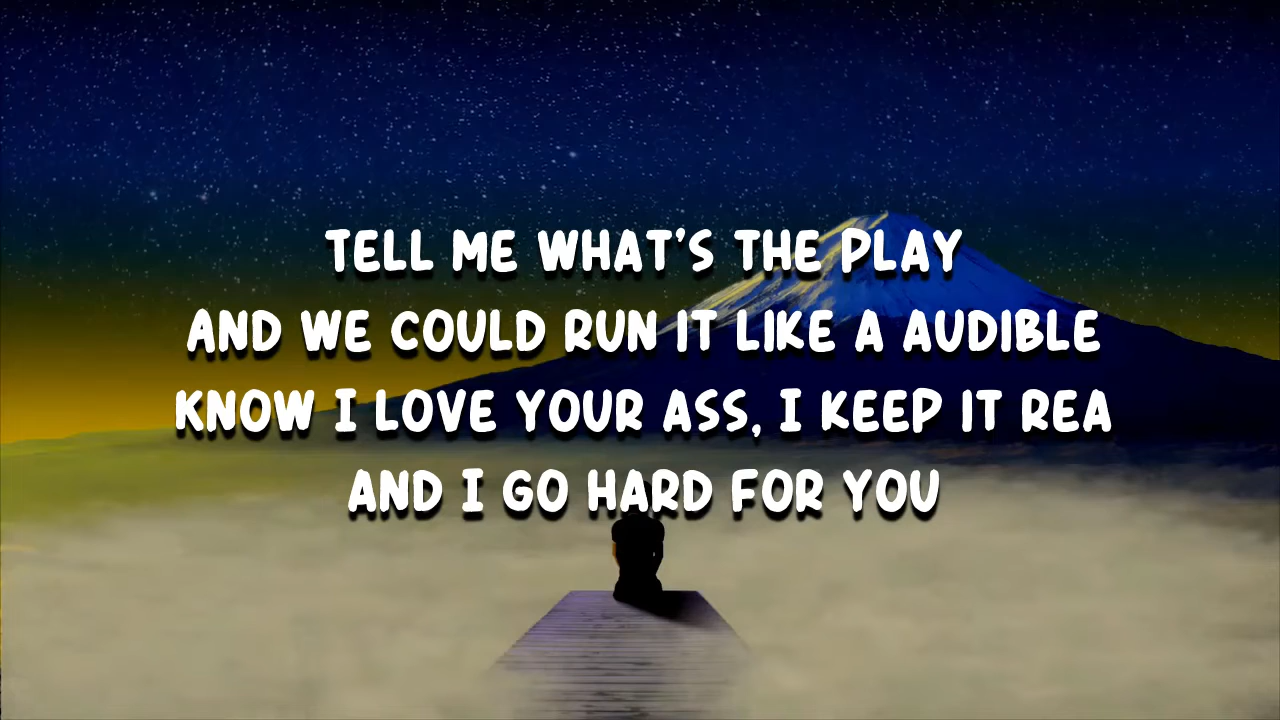 TELL ME WHAT'S THE PLAY
AND WE COULD RUN IT LIKE A AUDIBLE
KNOW I LOVE YOUR ASS, I KEEP IT REA
AND I GO HARD FOR YOU